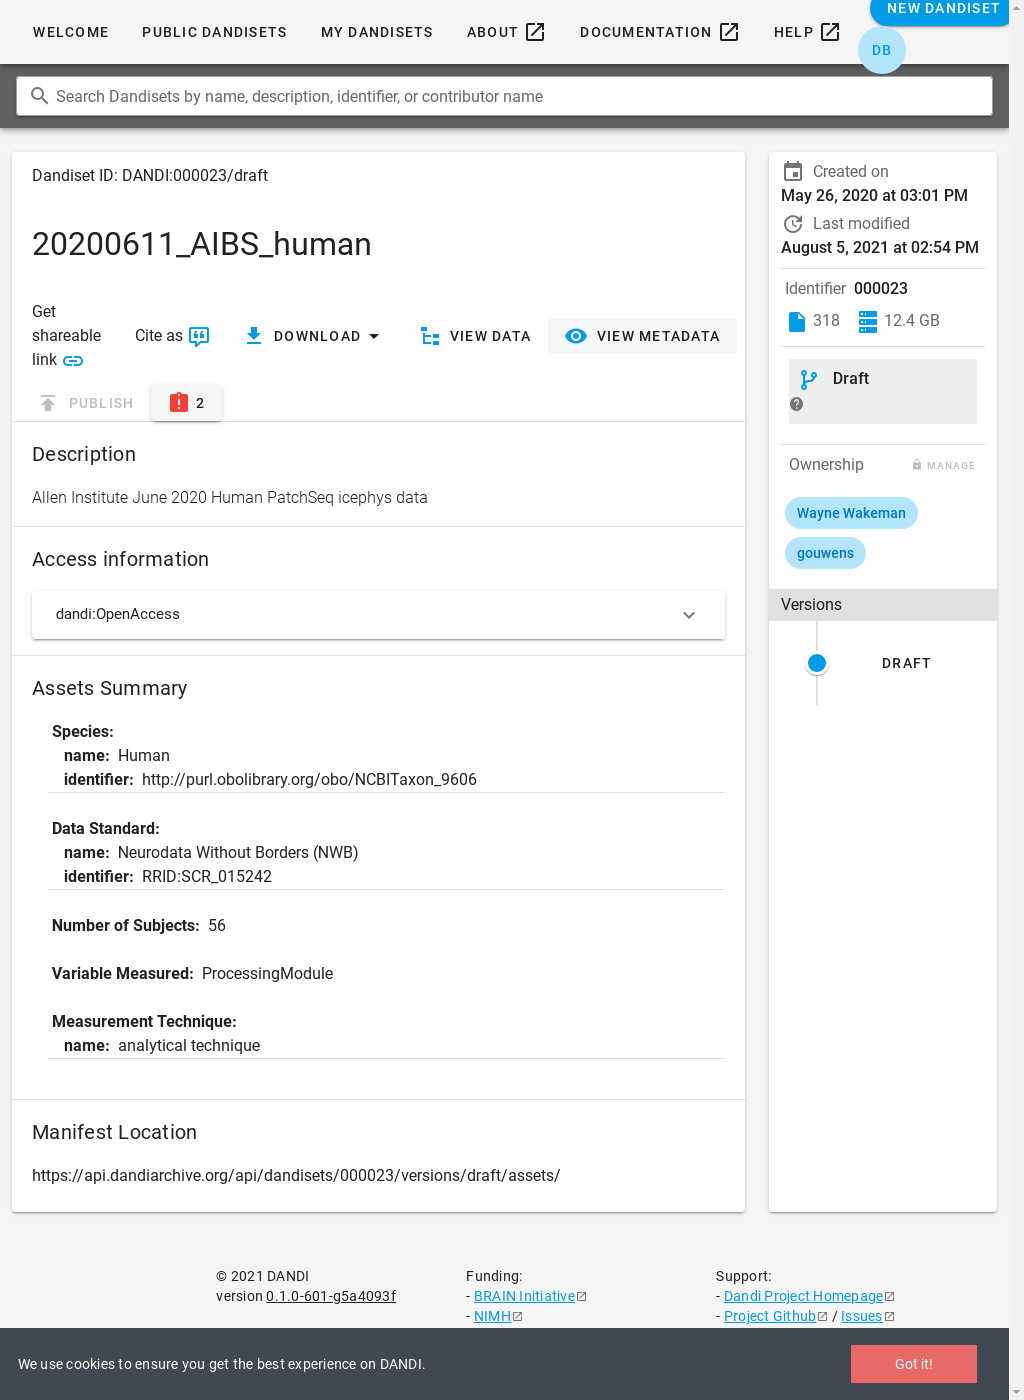 WELCOME PUBLIC DANDISETS MY DANDISETS ABOUT DOCUMENTATION HELP NEW DANDISET
DB
Search Dandisets by name, description, identifier, or contributor name
Dandiset ID: DANDI:000023/draft
20200611_AIBS_human
Get shareable link
Cite as
DOWNLOAD
VIEW DATA
VIEW METADATA
PUBLISH
2
Description
Allen Institute June 2020 Human PatchSeq icephys data
Access information
dandi:OpenAccess
Assets Summary
Species:
name: Human
identifier: http://purl.obolibrary.org/obo/NCBITaxon_9606
Data Standard:
name: Neurodata Without Borders (NWB)
identifier: RRID:SCR_015242
Number of Subjects: 56
Variable Measured: ProcessingModule
Measurement Technique:
name: analytical technique
Manifest Location
https://api.dandiarchive.org/api/dandisets/000023/versions/draft/assets/
Created on
May 26, 2020 at 03:01 PM
Last modified
August 5, 2021 at 02:54 PM
Identifier 000023
318 12.4 GB
Draft
Ownership MANAGE
Wayne Wakeman
gouwens
Versions
DRAFT
© 2021 DANDI
version 0.1.0-601-g5a4093f
Funding:
- BRAIN Initiative
- NIMH
Support:
- Dandi Project Homepage
- Project Github / Issues
We use cookies to ensure you get the best experience on DANDI.
Got it!